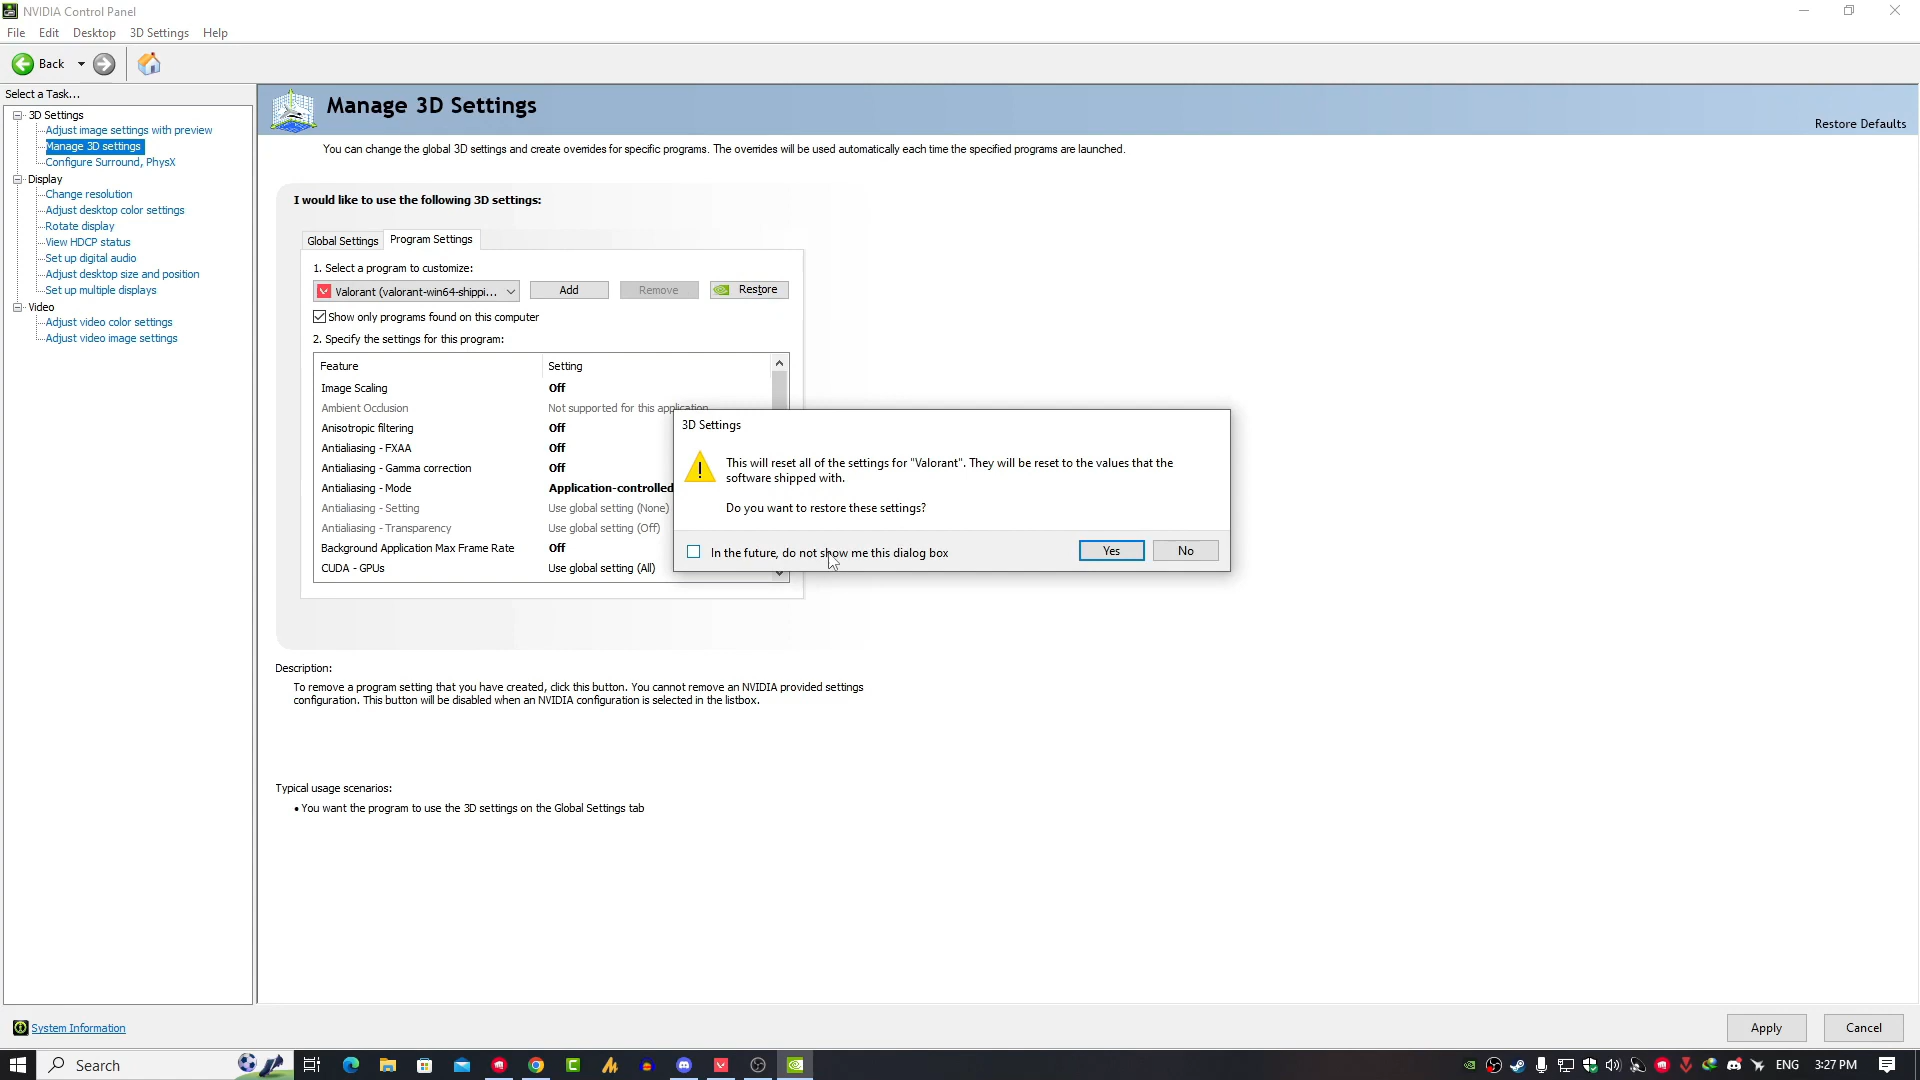 NVIDIA Control Panel
File Edit Desktop 3D Settings Help
Back
Select a Task...
3D Settings
Adjust image settings with preview
Manage 3D settings
Configure Surround, PhysX
Display
Change resolution
Adjust desktop color settings
Rotate display
View HDCP status
Set up digital audio
Adjust desktop size and position
Set up multiple displays
Video
Adjust video color settings
Adjust video image settings
Manage 3D Settings
Restore Defaults
You can change the global 3D settings and create overrides for specific programs. The overrides will be used automatically each time the specified programs are launched.
I would like to use the following 3D settings:
Global Settings Program Settings
1. Select a program to customize:
Valorant (valorant-win64-shippi... Add Remove Restore
Show only programs found on this computer
2. Specify the settings for this program:
Feature Setting
Image Scaling Off
Ambient Occlusion Not supported for this application
Anisotropic filtering Off
Antialiasing - FXAA Off
Antialiasing - Gamma correction Off
Antialiasing - Mode Application-controlled
Antialiasing - Setting Use global setting (None)
Antialiasing - Transparency Use global setting (Off)
Background Application Max Frame Rate Off
CUDA - GPUs Use global setting (All)
3D Settings
This will reset all of the settings for "Valorant". They will be reset to the values that the
software shipped with.
Do you want to restore these settings?
In the future, do not show me this dialog box Yes No
Description:
To remove a program setting that you have created, click this button. You cannot remove an NVIDIA provided settings
configuration. This button will be disabled when an NVIDIA configuration is selected in the listbox.
Typical usage scenarios:
• You want the program to use the 3D settings on the Global Settings tab
System Information
Apply Cancel
Search
ENG 3:27 PM